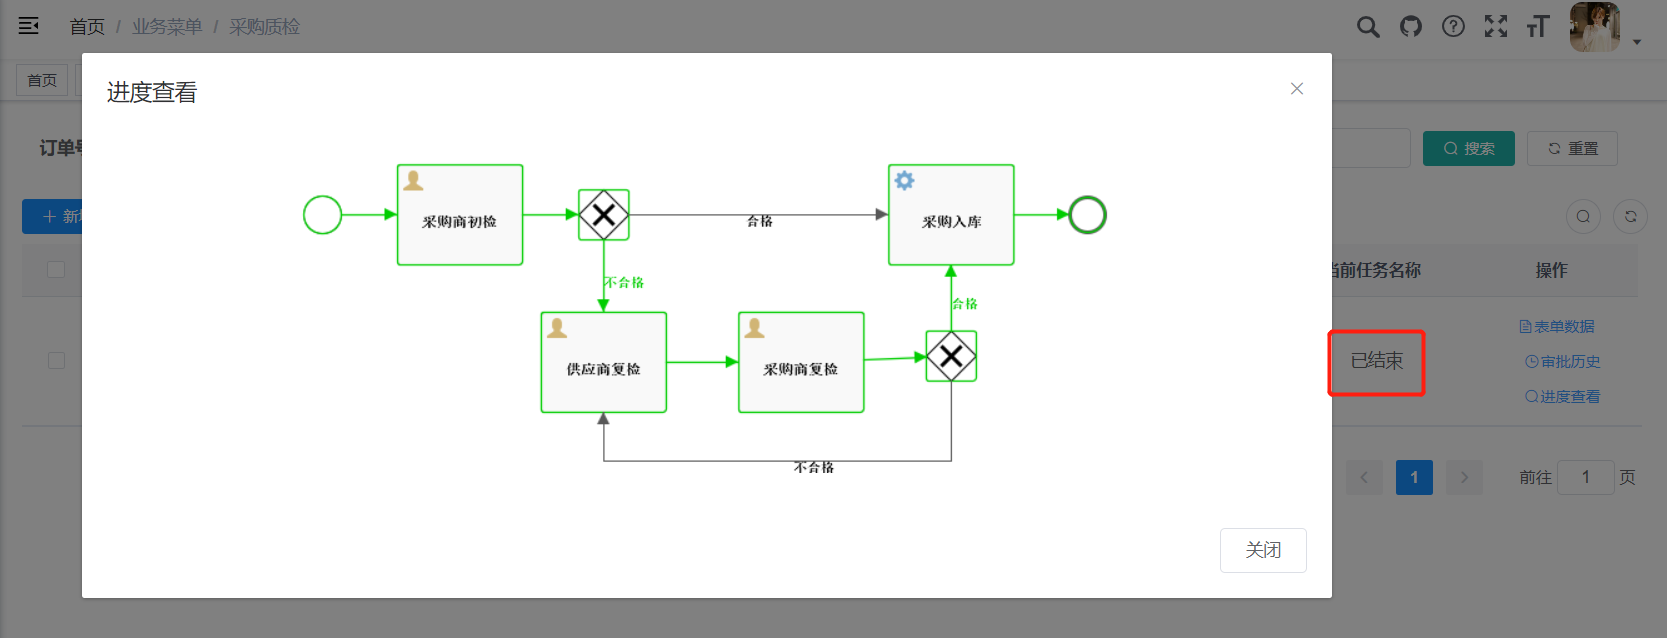 首页 / 业务菜单 / 采购质检
首页
进度查看
订单号
搜索
重置
新增
采购商初检
合格
采购入库
不合格
合格
供应商复检
采购商复检
不合格
当前任务名称
操作
已结束
表单数据
审批历史
进度查看
1
前往 1 页
关闭